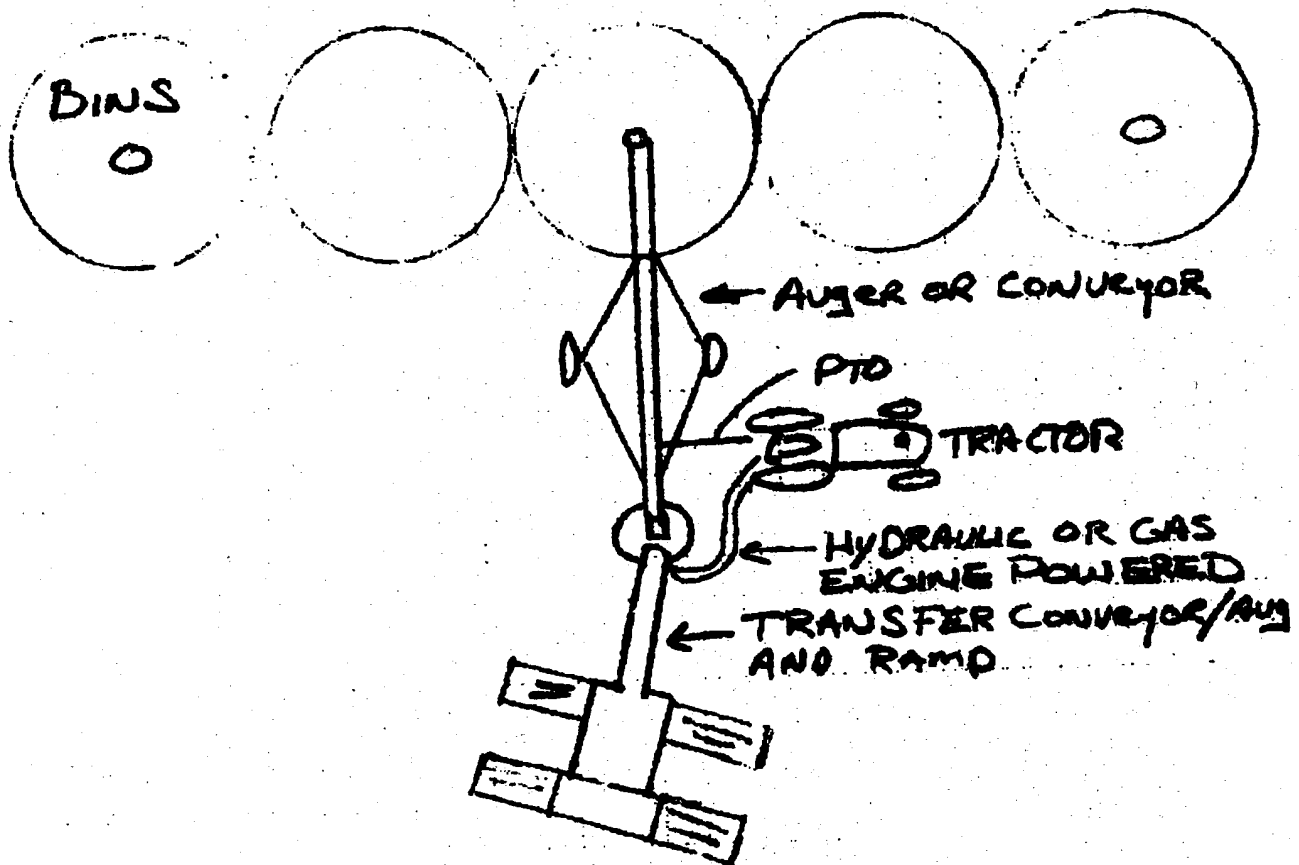 BINS
AUGER OR CONVEYOR
PTO
TRACTOR
HYDRAULIC OR GAS
ENGINE POWERED
TRANSFER CONVEYOR/AUG
AND RAMP